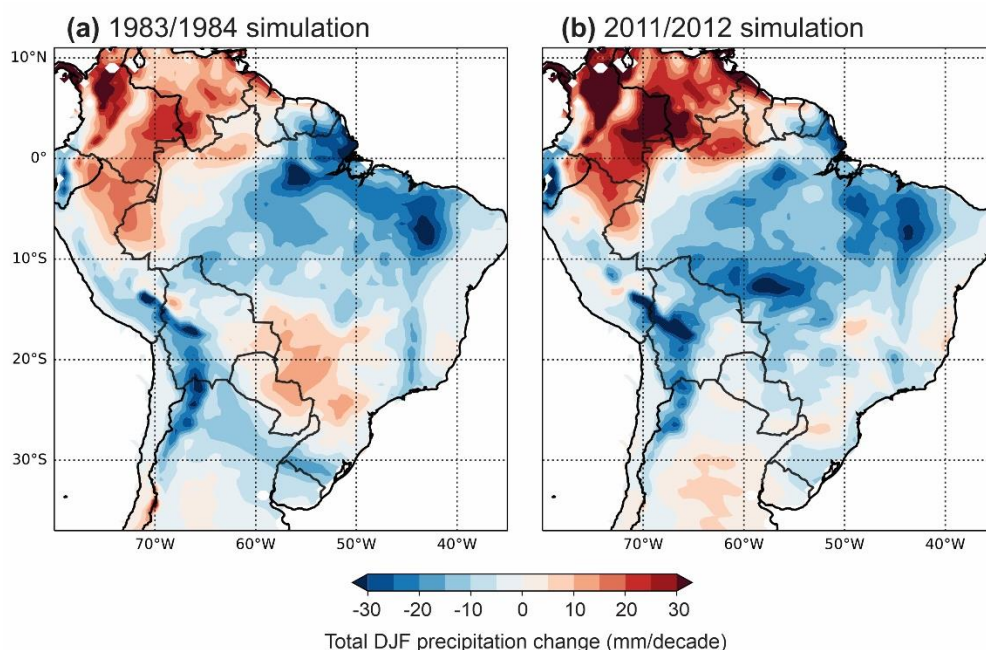 (a) 1983/1984 simulation
(b) 2011/2012 simulation
10°N
0°
10°S
20°S
30°S
70°W 60°W 50°W 40°W
70°W 60°W 50°W 40°W
-30 -20 -10 0 10 20 30
Total DJF precipitation change (mm/decade)